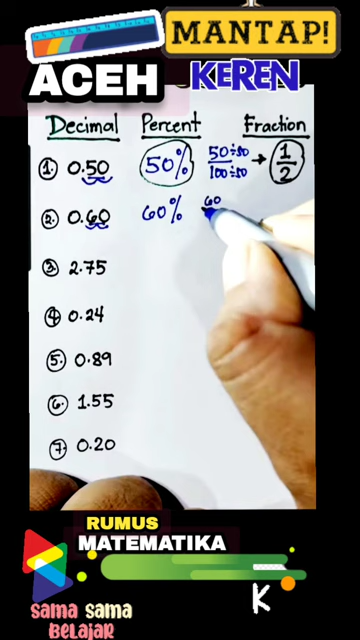 MANTAP!
ACEH KEREN
Decimal Percent Fraction
1. 0.50 50% 50÷50/100÷50 → 1/2
2. 0.60 60% 60
3. 2.75
4. 0.24
5. 0.89
6. 1.55
7. 0.20
RUMUS
MATEMATIKA
K
sama sama
BELAJAR